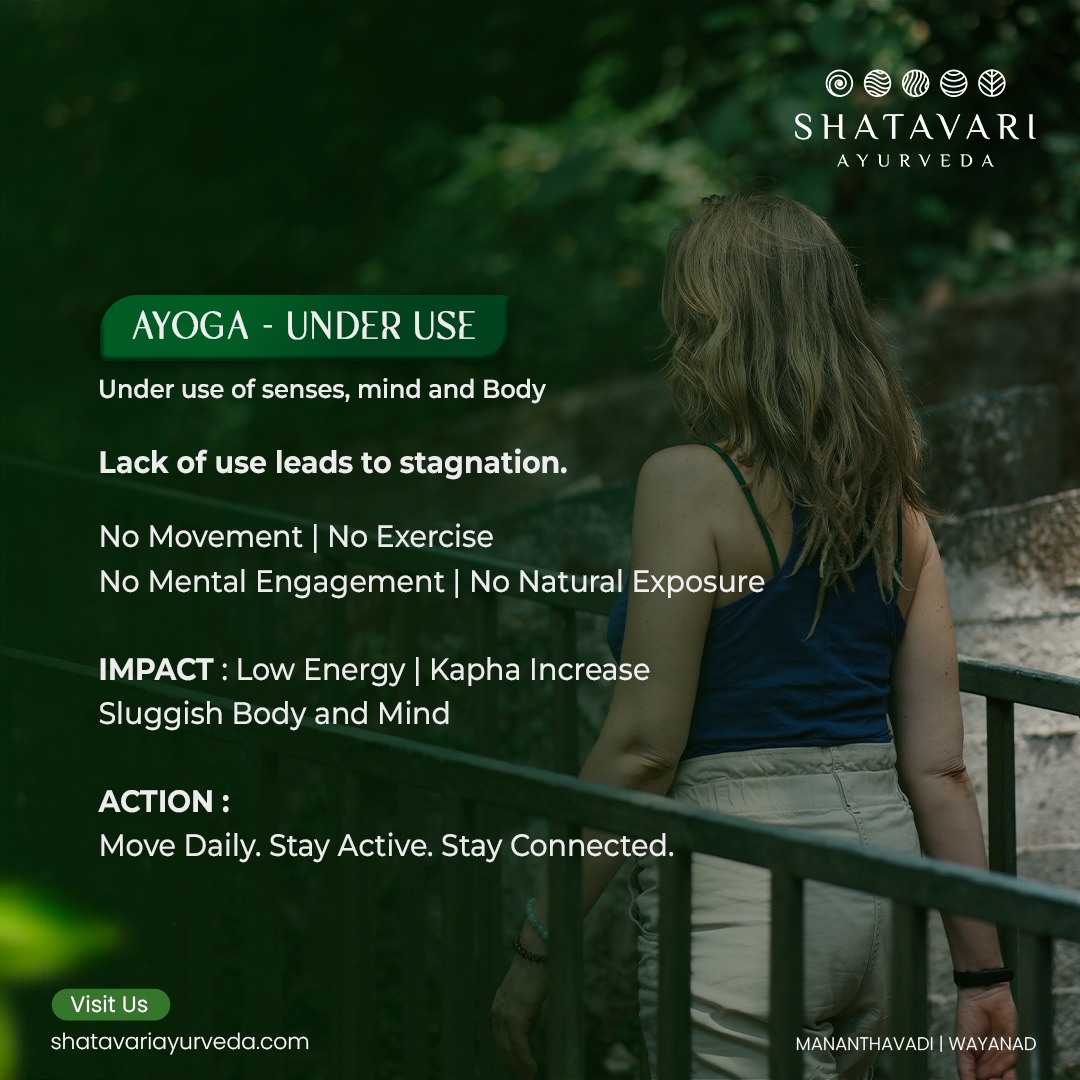 SHATAVARI
AYURVEDA
AYOGA - UNDER USE
Under use of senses, mind and Body
Lack of use leads to stagnation.
No Movement | No Exercise
No Mental Engagement | No Natural Exposure
IMPACT : Low Energy | Kapha Increase
Sluggish Body and Mind
ACTION :
Move Daily. Stay Active. Stay Connected.
Visit Us
shatavariayurveda.com
MANANTHAVADI | WAYANAD